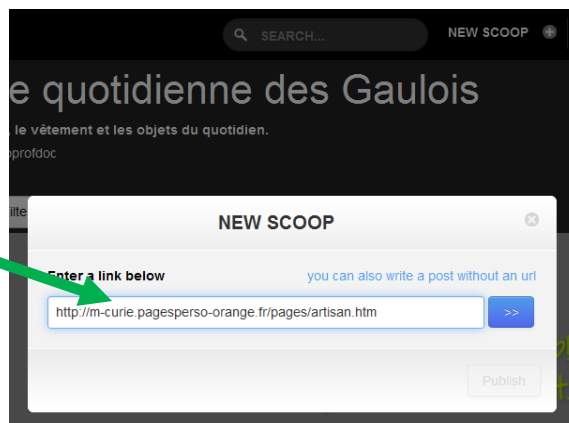 SEARCH...
NEW SCOOP
e quotidienne des Gaulois
, le vêtement et les objets du quotidien.
oprofdoc
ilte
NEW SCOOP
Enter a link below
you can also write a post without an url
http://m-curie.pagesperso-orange.fr/pages/artisan.htm
>>
Publish